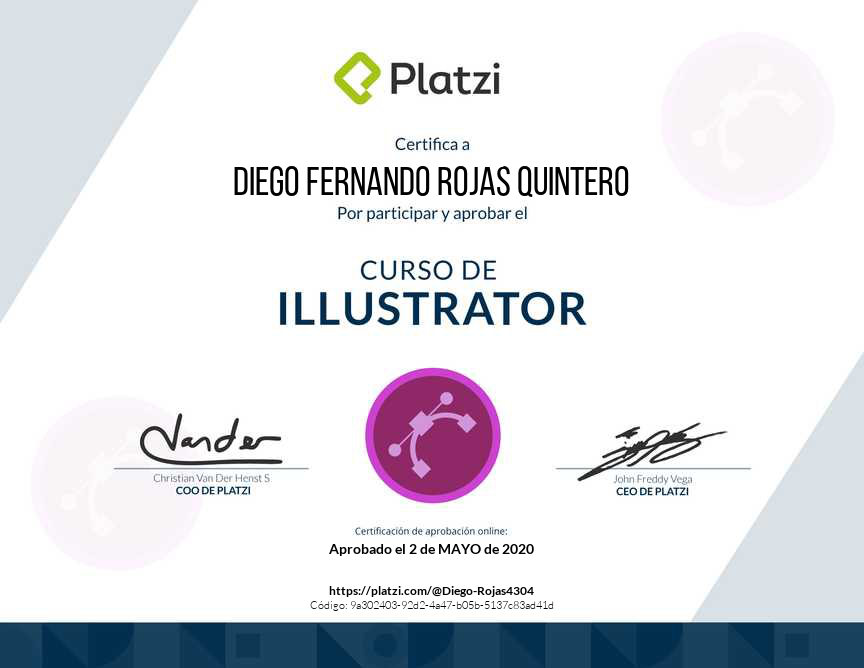 Platzi
Certifica a
DIEGO FERNANDO ROJAS QUINTERO
Por participar y aprobar el
CURSO DE
ILLUSTRATOR
Vander
Christian Van Der Henst S
COO DE PLATZI
John Freddy Vega
CEO DE PLATZI
Certificación de aprobación online:
Aprobado el 2 de MAYO de 2020
https://platzi.com/@Diego-Rojas4304
Código: 9a302403-92d2-4a47-b05b-5137c83ad41d